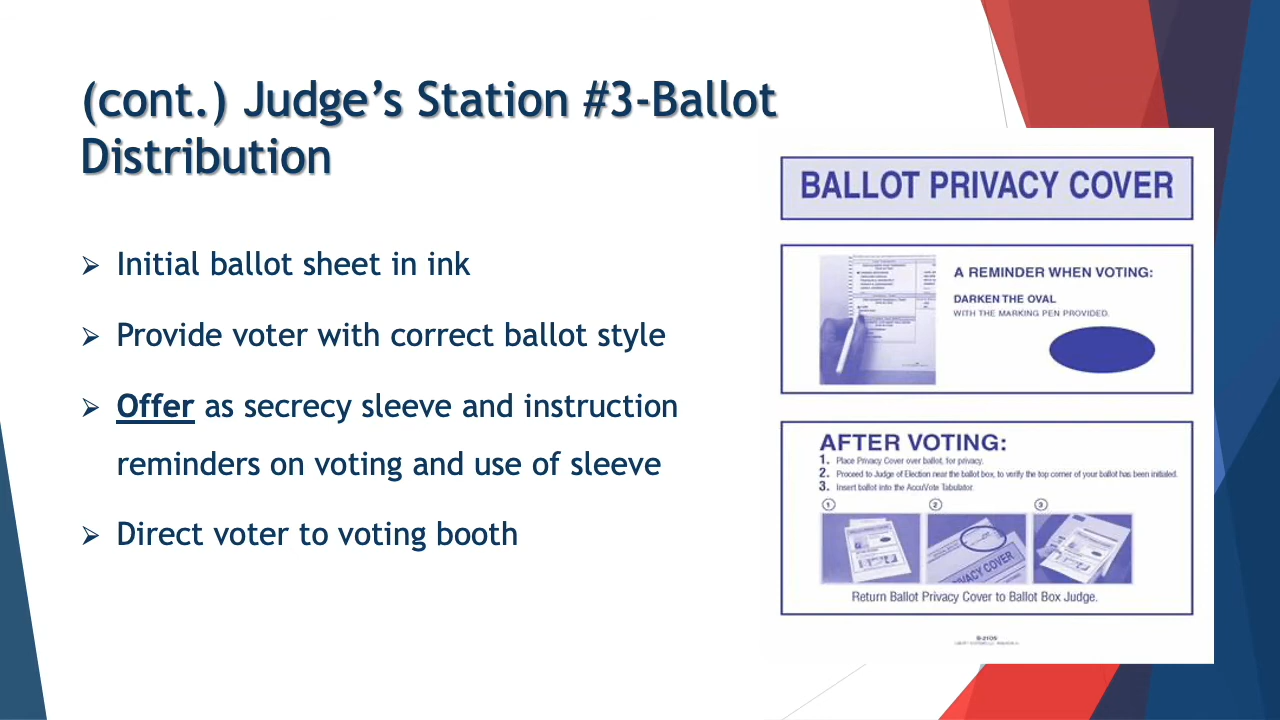 (cont.) Judge’s Station #3-Ballot
Distribution
➢ Initial ballot sheet in ink
➢ Provide voter with correct ballot style
➢ Offer as secrecy sleeve and instruction
reminders on voting and use of sleeve
➢ Direct voter to voting booth
BALLOT PRIVACY COVER
A REMINDER WHEN VOTING:
DARKEN THE OVAL
WITH THE MARKING PEN PROVIDED.
AFTER VOTING:
1. Place Privacy Cover over ballot, for privacy.
2. Proceed to Judge of Election near the ballot box, to verify the top corner of your ballot has been initialed.
3. Insert ballot into the AccuVote Tabulator.
1 2 3
VACY COVER
Return Ballot Privacy Cover to Ballot Box Judge.